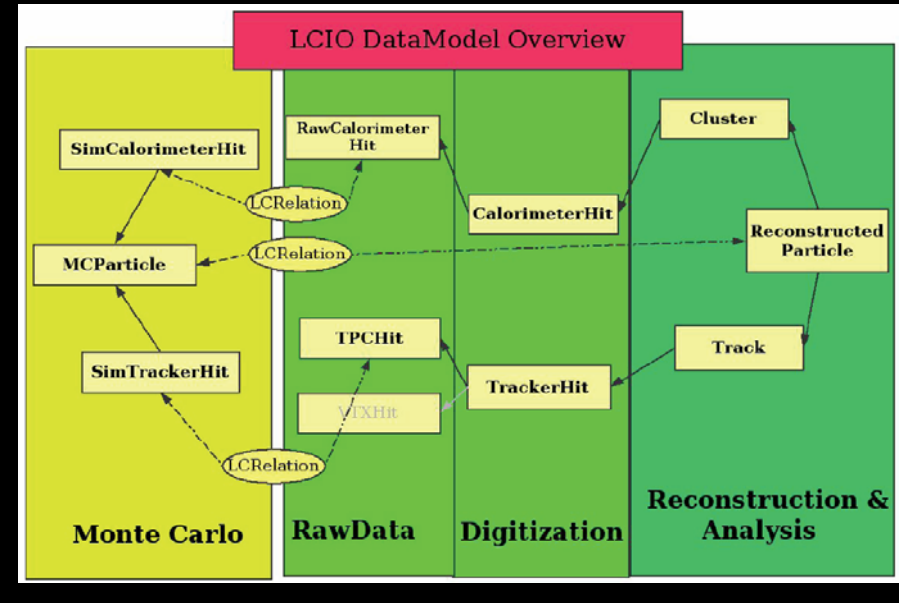 LCIO DataModel Overview
SimCalorimeterHit
MCParticle
SimTrackerHit
Monte Carlo
LCRelation
LCRelation
LCRelation
RawCalorimeter
Hit
TPCHit
VTXHit
RawData
CalorimeterHit
TrackerHit
Digitization
Cluster
Reconstructed
Particle
Track
Reconstruction &
Analysis